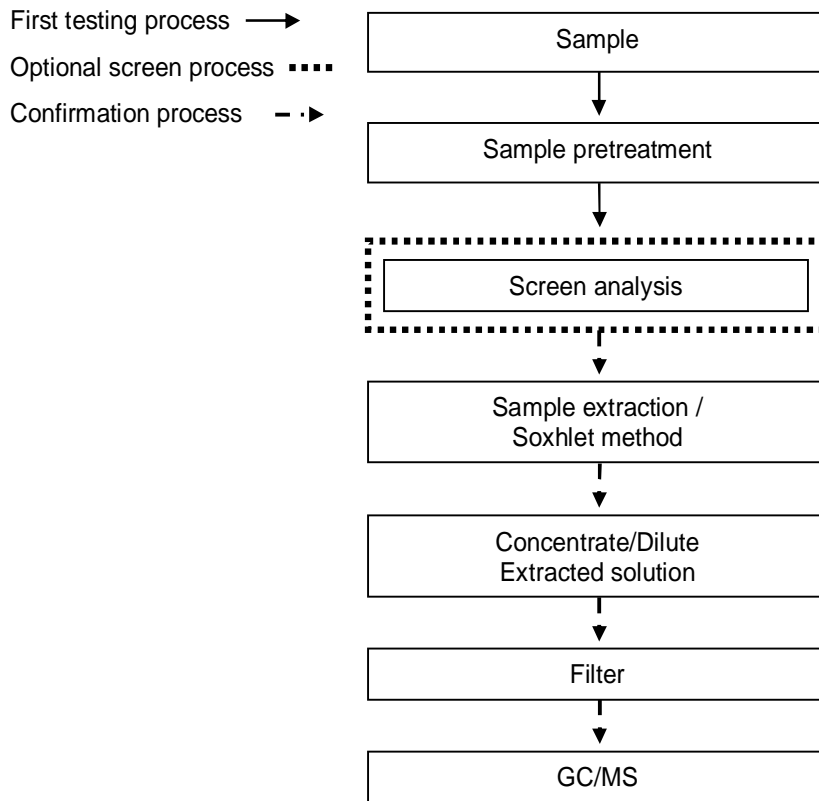 First testing process
Optional screen process
Confirmation process
Sample
Sample pretreatment
Screen analysis
Sample extraction /
Soxhlet method
Concentrate/Dilute
Extracted solution
Filter
GC/MS